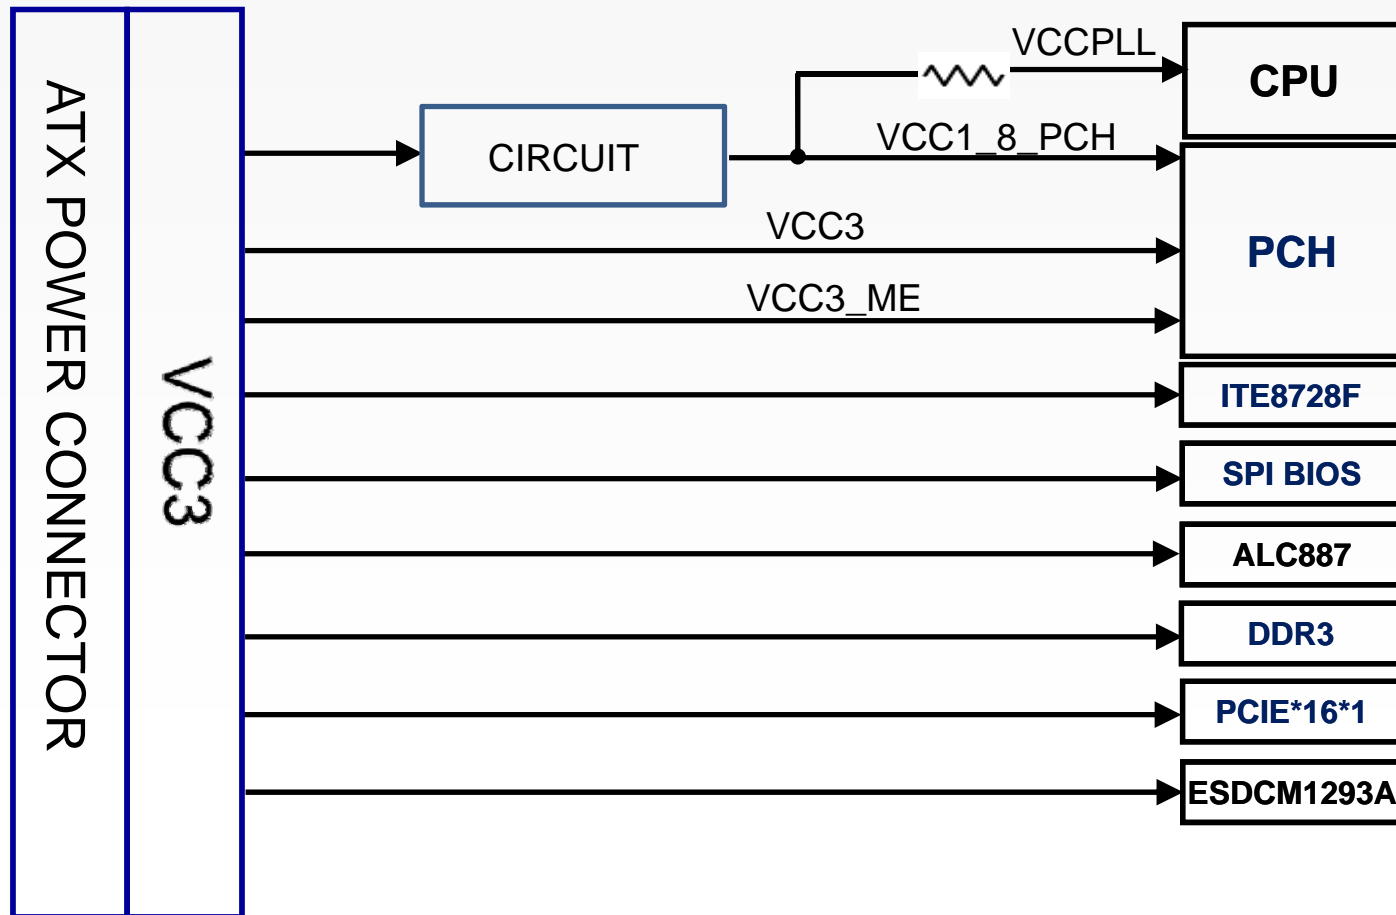 ATX POWER CONNECTOR
VCC3
CIRCUIT
VCCPLL
CPU
VCC1_8_PCH
VCC3
PCH
VCC3_ME
ITE8728F
SPI BIOS
ALC887
DDR3
PCIE*16*1
ESDCM1293A